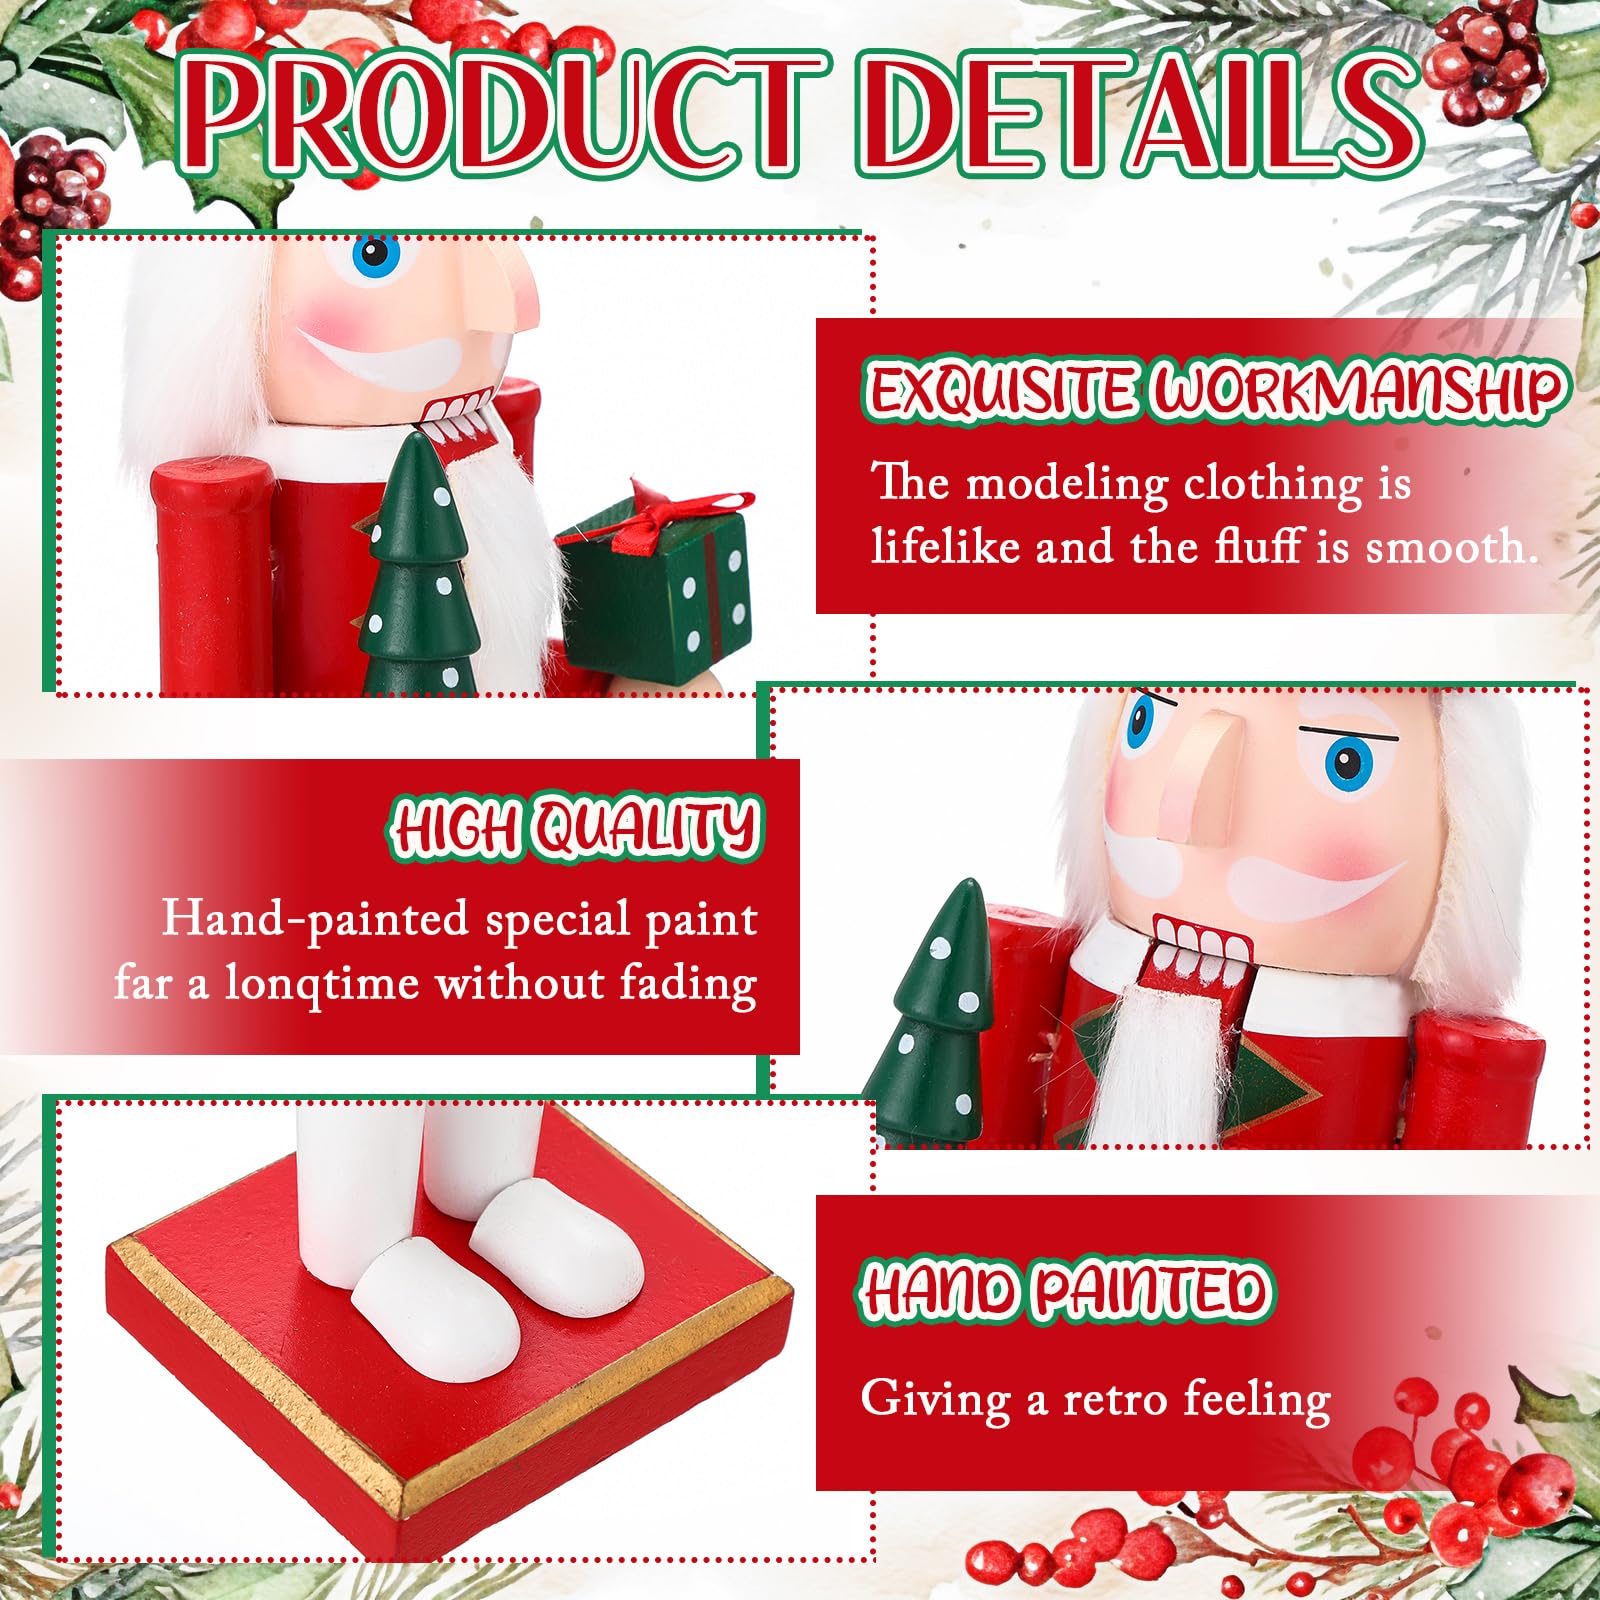 PRODUCT DETAILS
EXQUISITE WORKMANSHIP
The modeling clothing is
lifelike and the fluff is smooth.
HIGH QUALITY
Hand-painted special paint
far a lonqtime without fading
HAND PAINTED
Giving a retro feeling